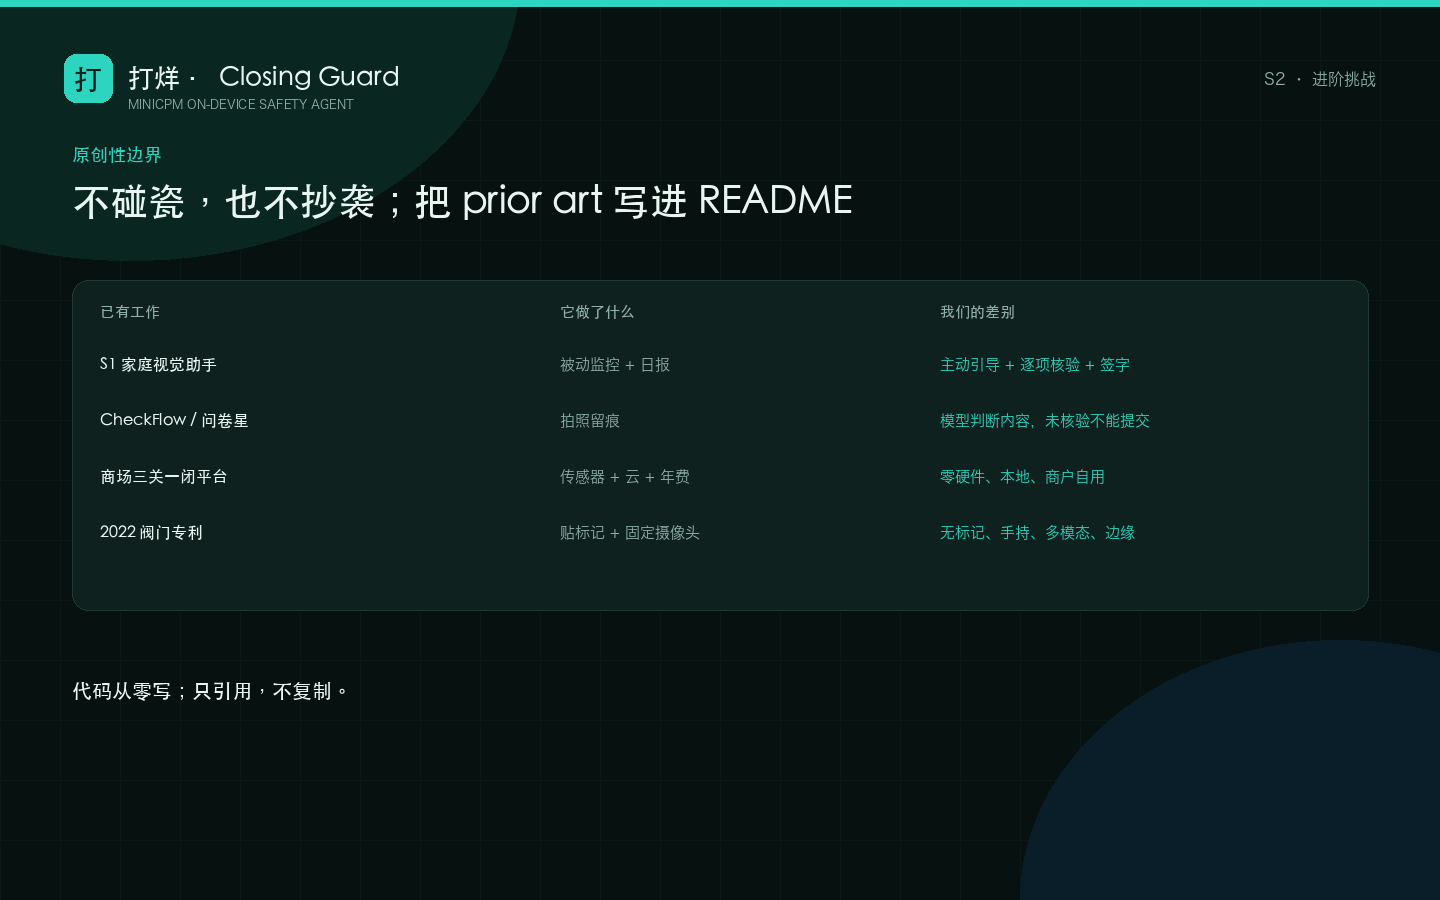 打
打烊 · Closing Guard
MINICPM ON-DEVICE SAFETY AGENT
S2 · 进阶挑战
原创性边界
不碰瓷，也不抄袭；把 prior art 写进 README
已有工作 它做了什么 我们的差别
S1 家庭视觉助手 被动监控 + 日报 主动引导 + 逐项核验 + 签字
CheckFlow / 问卷星 拍照留痕 模型判断内容，未核验不能提交
商场三关一闭平台 传感器 + 云 + 年费 零硬件、本地、商户自用
2022 阀门专利 贴标记 + 固定摄像头 无标记、手持、多模态、边缘
代码从零写；只引用，不复制。